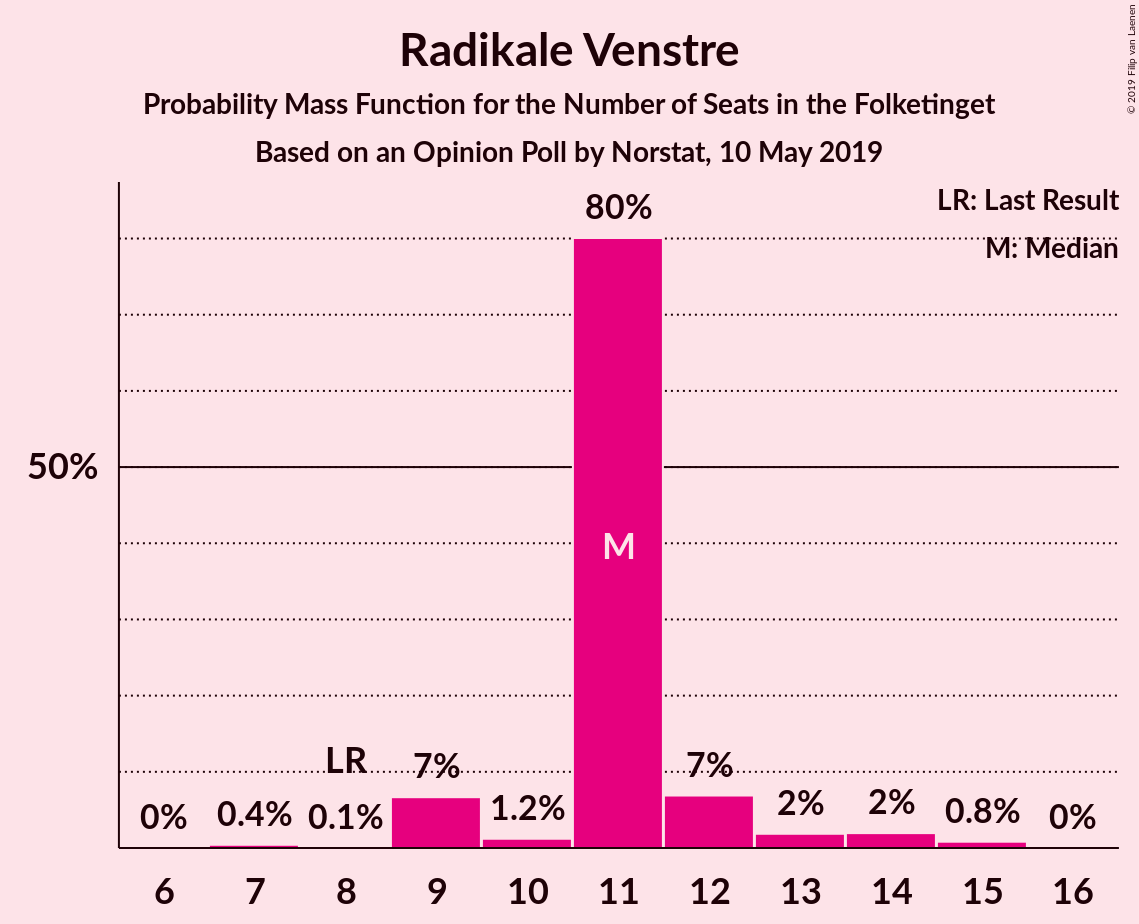 Radikale Venstre
Probability Mass Function for the Number of Seats in the Folketinget
Based on an Opinion Poll by Norstat, 10 May 2019
© 2019 Filip van Laenen
LR: Last Result
M: Median
80%
50%
M
LR
7%
7%
0%
0.4%
0.1%
1.2%
2%
2%
0.8%
0%
6 7 8 9 10 11 12 13 14 15 16